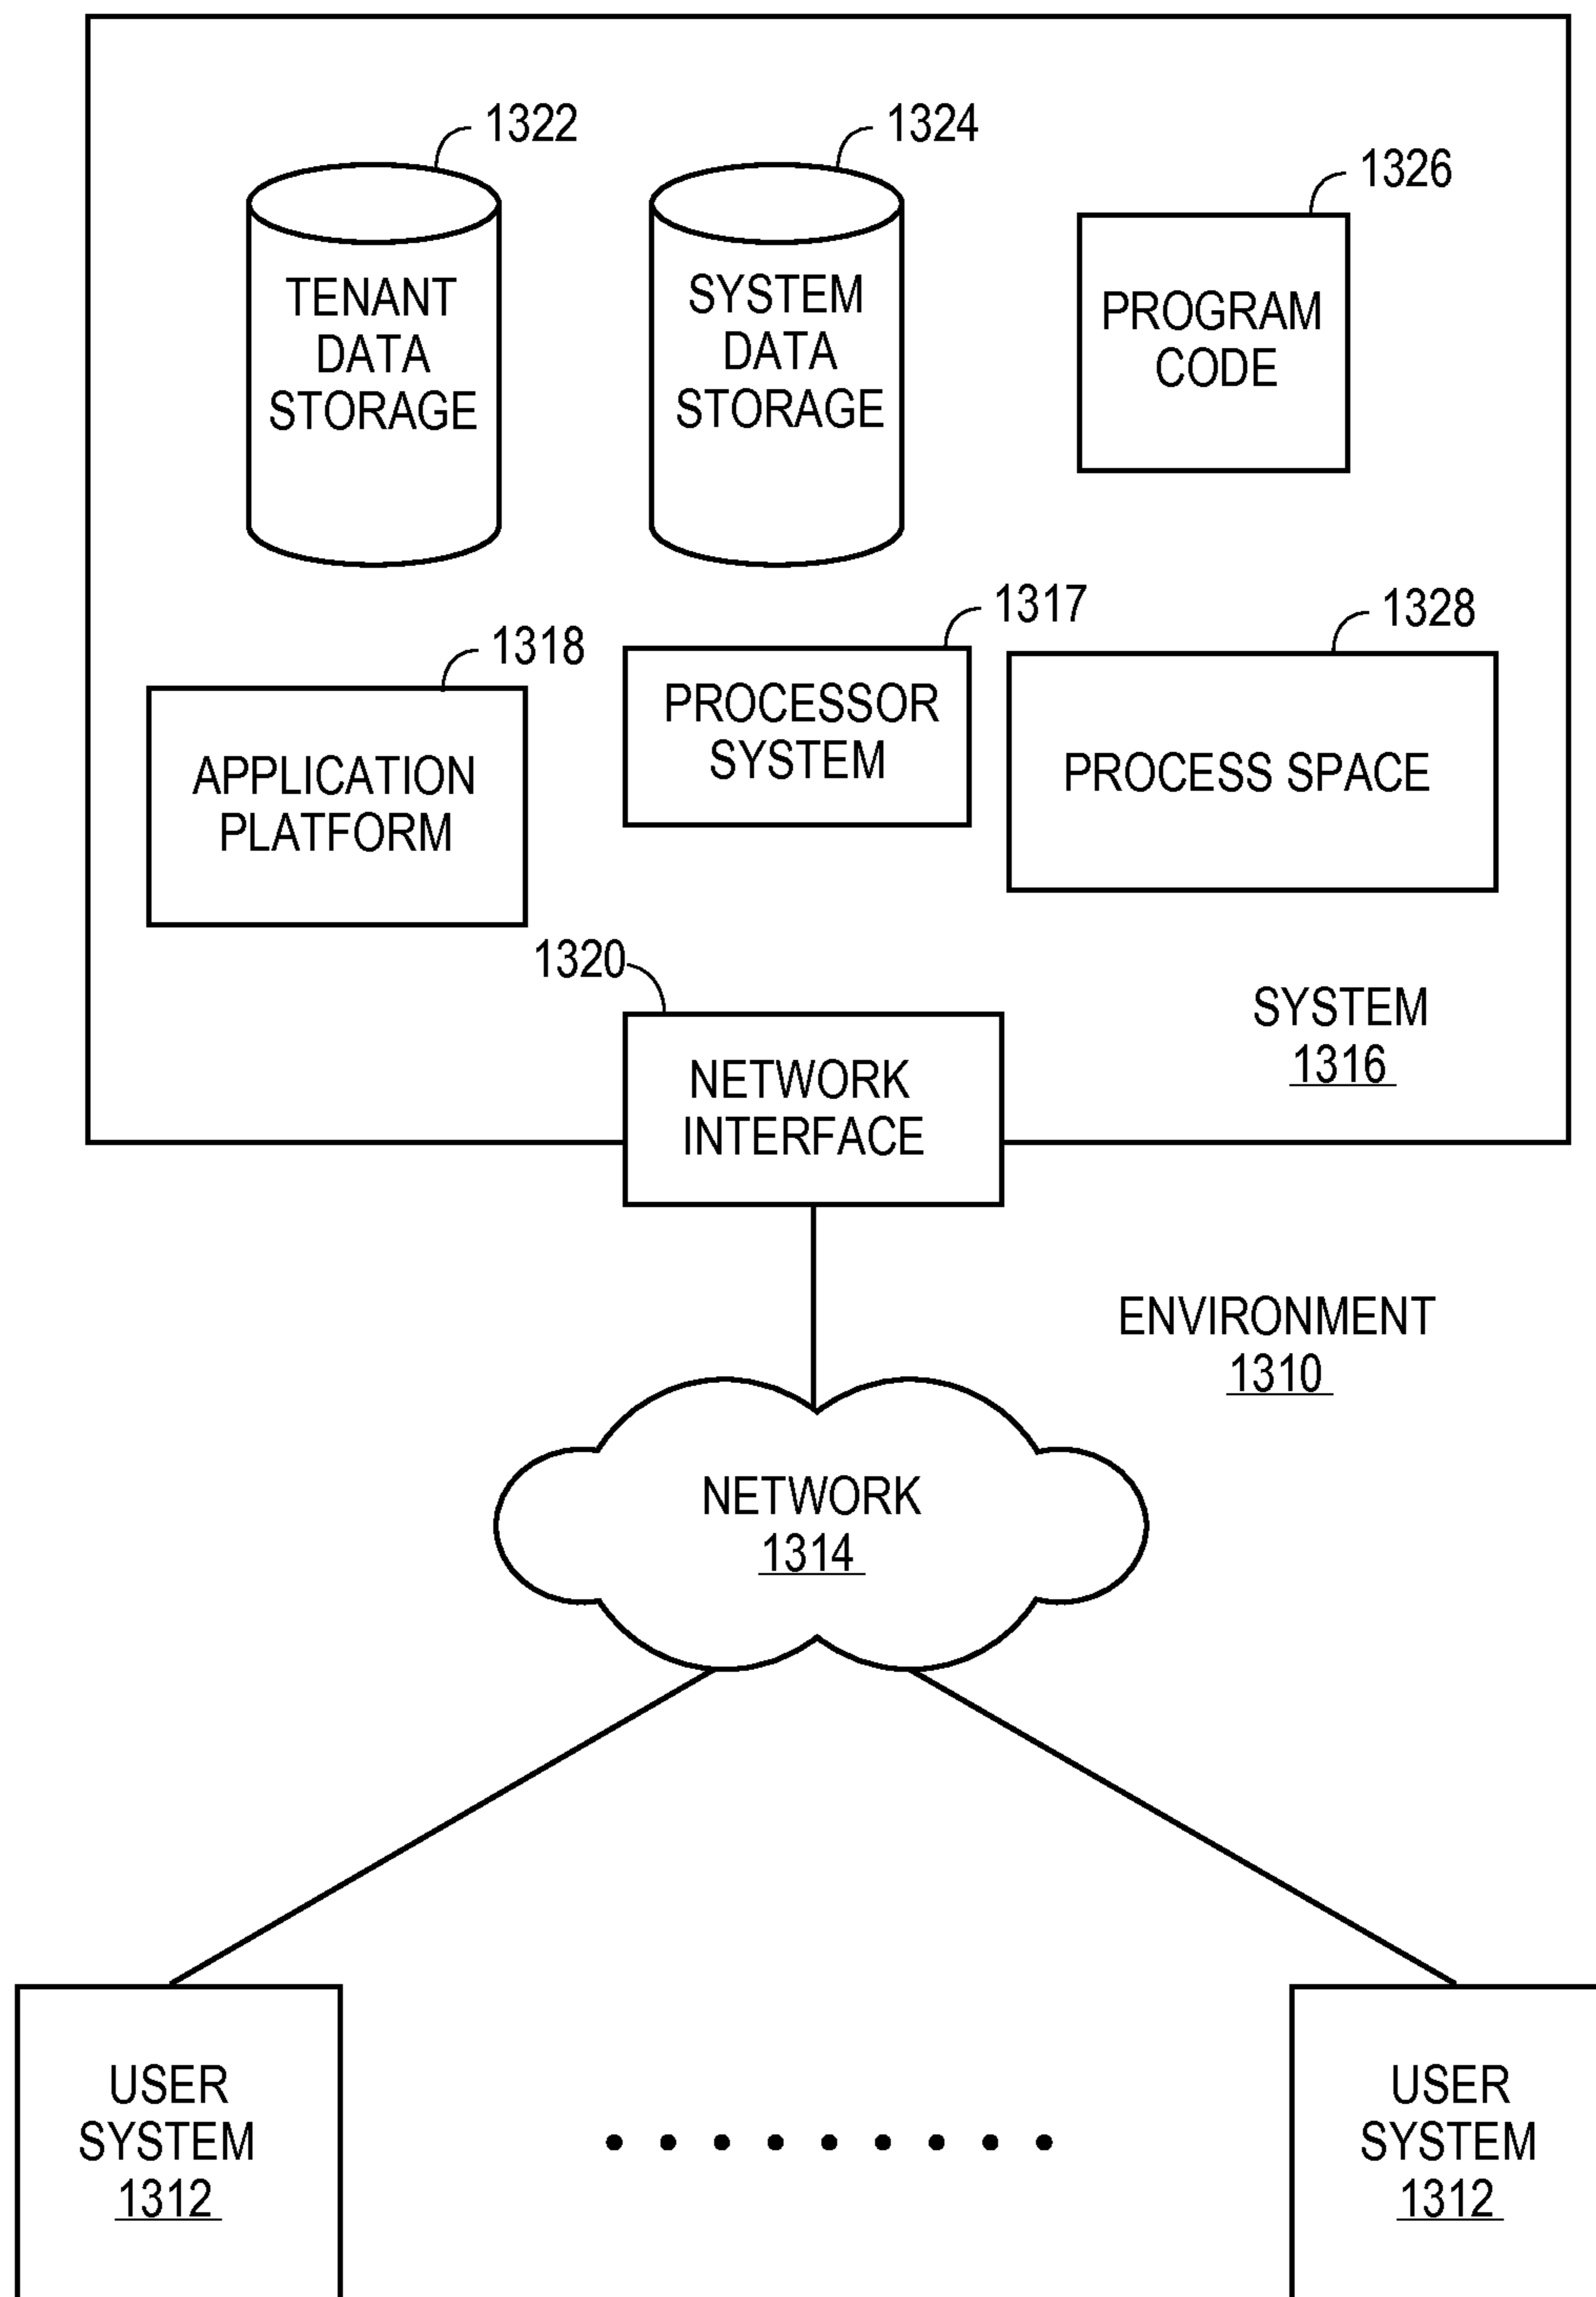 1322
1324
1326
TENANT
DATA
STORAGE
SYSTEM
DATA
STORAGE
PROGRAM
CODE
1318
1317
1328
APPLICATION
PLATFORM
PROCESSOR
SYSTEM
PROCESS SPACE
1320
NETWORK
INTERFACE
SYSTEM
1316
ENVIRONMENT
1310
NETWORK
1314
USER
SYSTEM
1312
USER
SYSTEM
1312